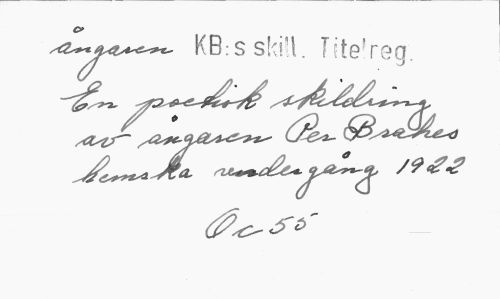 ångaren KB:s skill. Titelreg.
En poetisk skildring
av ångaren Per Brahes
hemska undergång 1922
Oc 55